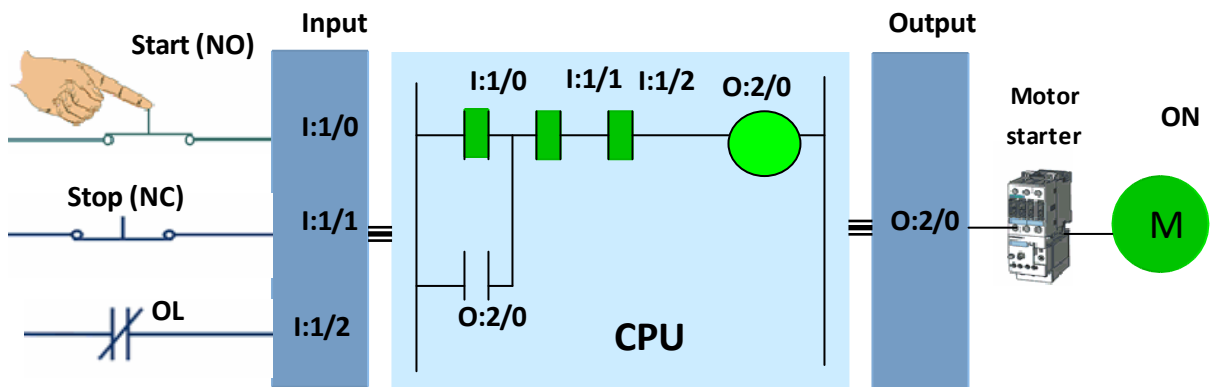 Input
Output
Start (NO)
I:1/0
I:1/1
I:1/2
O:2/0
Motor
starter
ON
I:1/0
Stop (NC)
I:1/1
O:2/0
M
OL
I:1/2
O:2/0
CPU